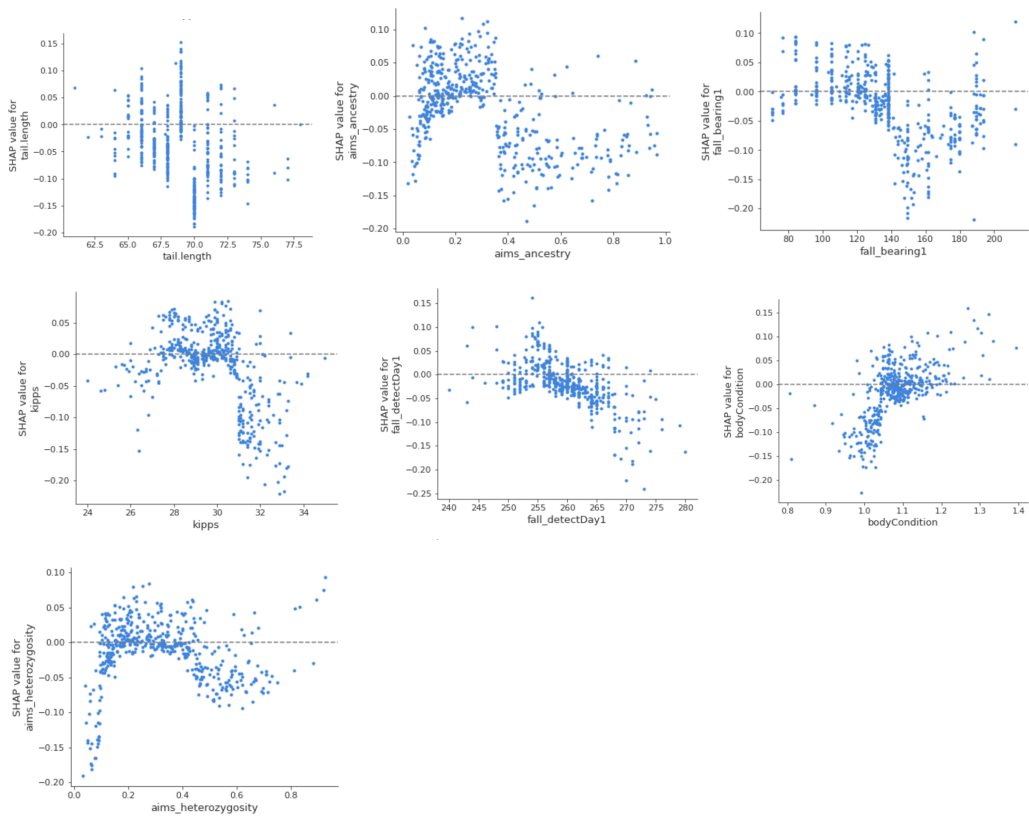 SHAP value for
tail.length
0.15
0.10
0.05
0.00
−0.05
−0.10
−0.15
−0.20
62.5 65.0 67.5 70.0 72.5 75.0 77.5
tail.length
SHAP value for
aims_ancestry
0.10
0.05
0.00
−0.05
−0.10
−0.15
−0.20
0.0 0.2 0.4 0.6 0.8 1.0
aims_ancestry
SHAP value for
fall_bearing1
0.10
0.05
0.00
−0.05
−0.10
−0.15
−0.20
80 100 120 140 160 180 200
fall_bearing1
SHAP value for
kipps
0.05
0.00
−0.05
−0.10
−0.15
−0.20
24 26 28 30 32 34
kipps
SHAP value for
fall_detectDay1
0.15
0.10
0.05
0.00
−0.05
−0.10
−0.15
−0.20
−0.25
240 245 250 255 260 265 270 275 280
fall_detectDay1
SHAP value for
bodyCondition
0.15
0.10
0.05
0.00
−0.05
−0.10
−0.15
−0.20
0.8 0.9 1.0 1.1 1.2 1.3 1.4
bodyCondition
SHAP value for
aims_heterozygosity
0.10
0.05
0.00
−0.05
−0.10
−0.15
−0.20
0.0 0.2 0.4 0.6 0.8
aims_heterozygosity